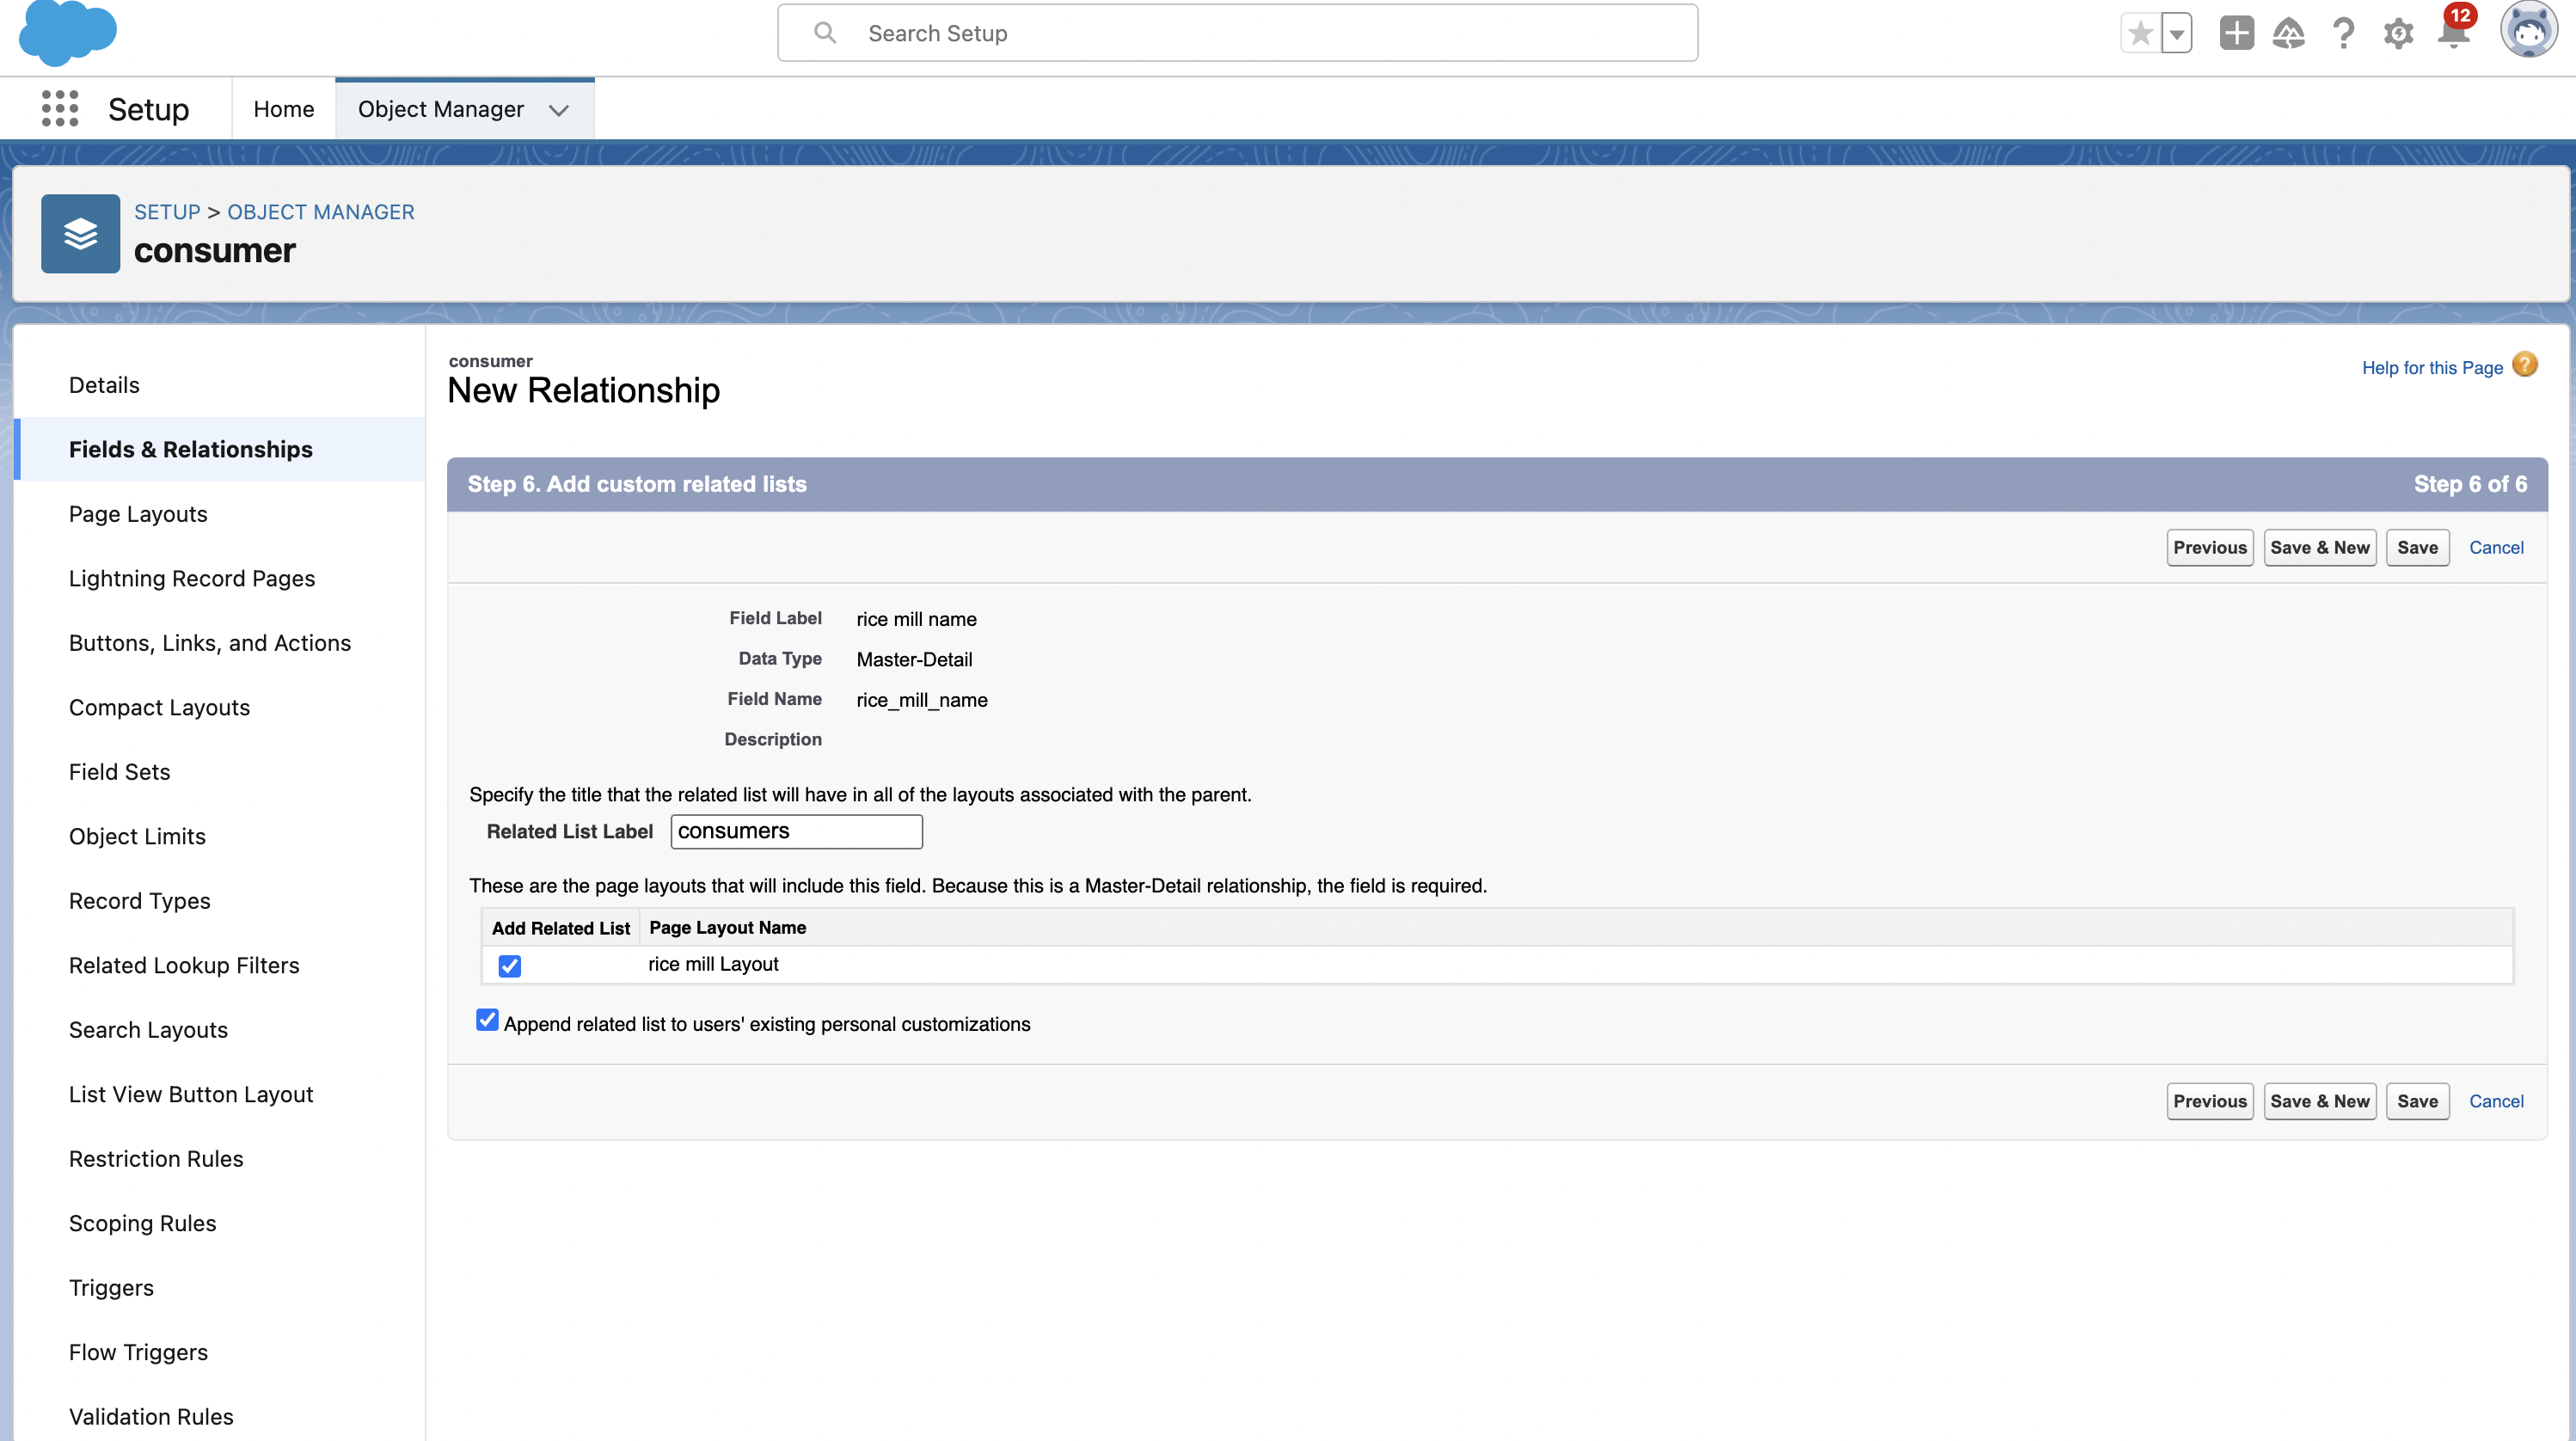 Search Setup
12
Setup
Home
Object Manager
SETUP > OBJECT MANAGER
consumer
Details
Fields & Relationships
Page Layouts
Lightning Record Pages
Buttons, Links, and Actions
Compact Layouts
Field Sets
Object Limits
Record Types
Related Lookup Filters
Search Layouts
List View Button Layout
Restriction Rules
Scoping Rules
Triggers
Flow Triggers
Validation Rules
consumer
New Relationship
Help for this Page ?
Step 6. Add custom related lists Step 6 of 6
Previous Save & New Save Cancel
Field Label rice mill name
Data Type Master-Detail
Field Name rice_mill_name
Description
Specify the title that the related list will have in all of the layouts associated with the parent.
Related List Label consumers
These are the page layouts that will include this field. Because this is a Master-Detail relationship, the field is required.
Add Related List Page Layout Name
rice mill Layout
Append related list to users' existing personal customizations
Previous Save & New Save Cancel